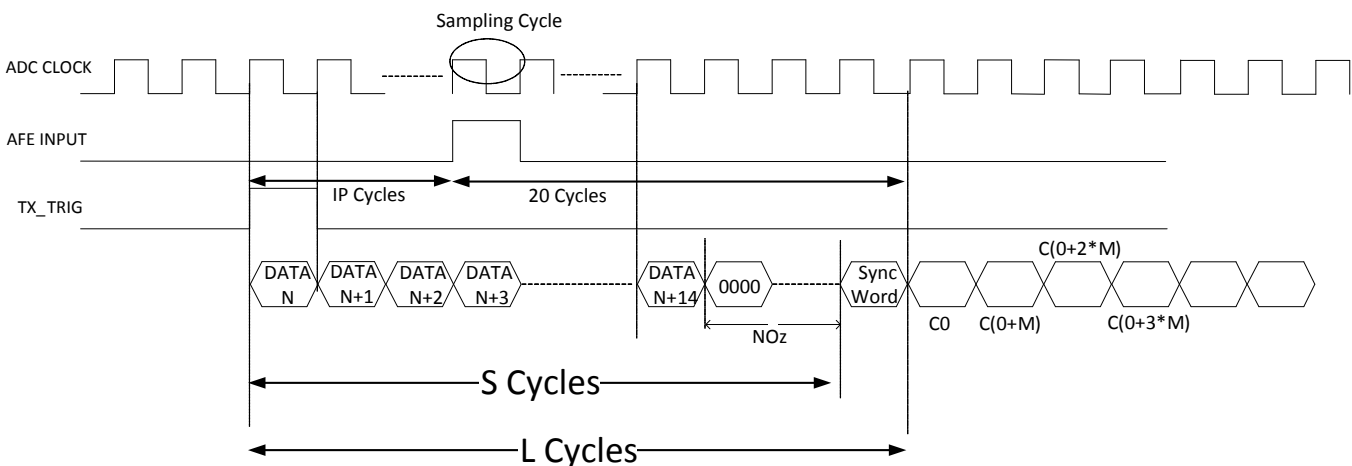 Sampling Cycle
ADC CLOCK
AFE INPUT
IP Cycles
20 Cycles
TX_TRIG
C(0+2*M)
DATA
N
DATA
N+1
DATA
N+2
DATA
N+3
DATA
N+14
0000
Sync
Word
C0
C(0+M)
C(0+3*M)
NOz
S Cycles
L Cycles